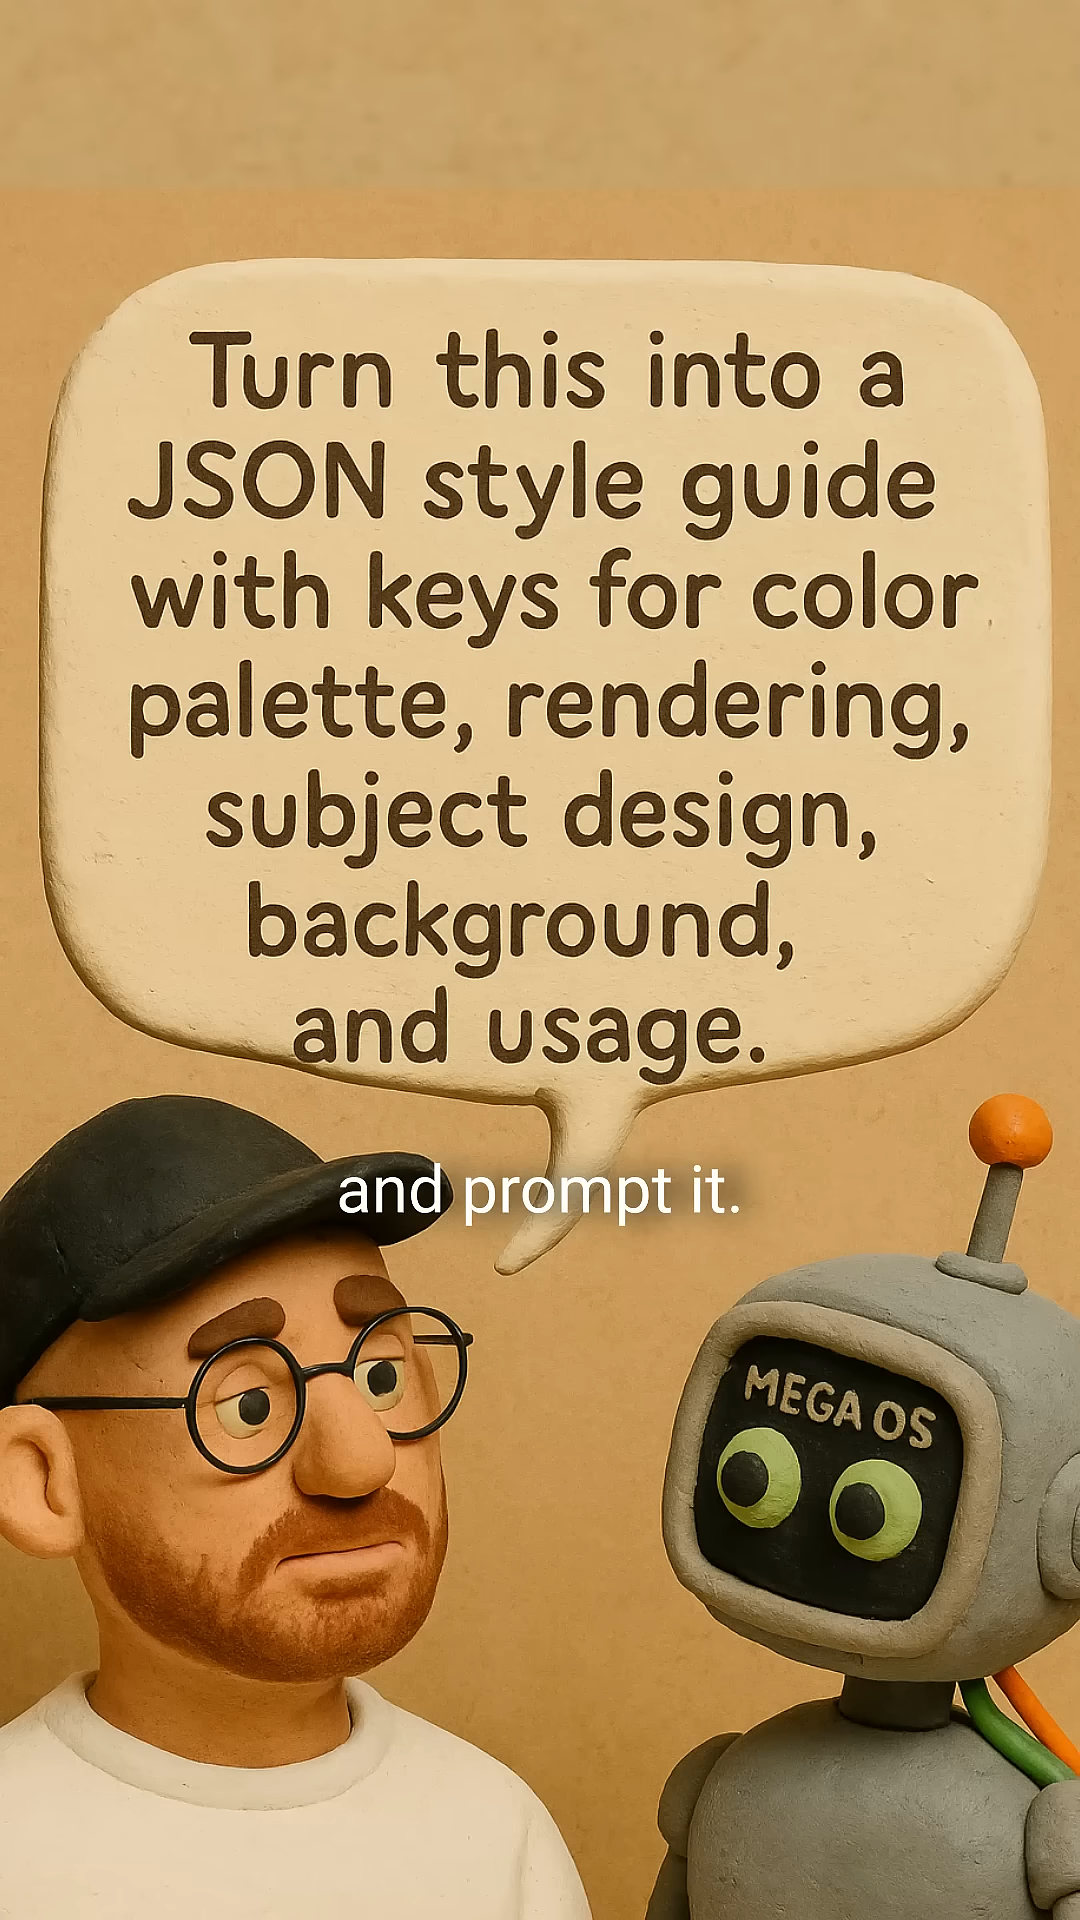 Turn this into a
JSON style guide
with keys for color
palette, rendering,
subject design,
background,
and usage.
and prompt it.
MEGA OS